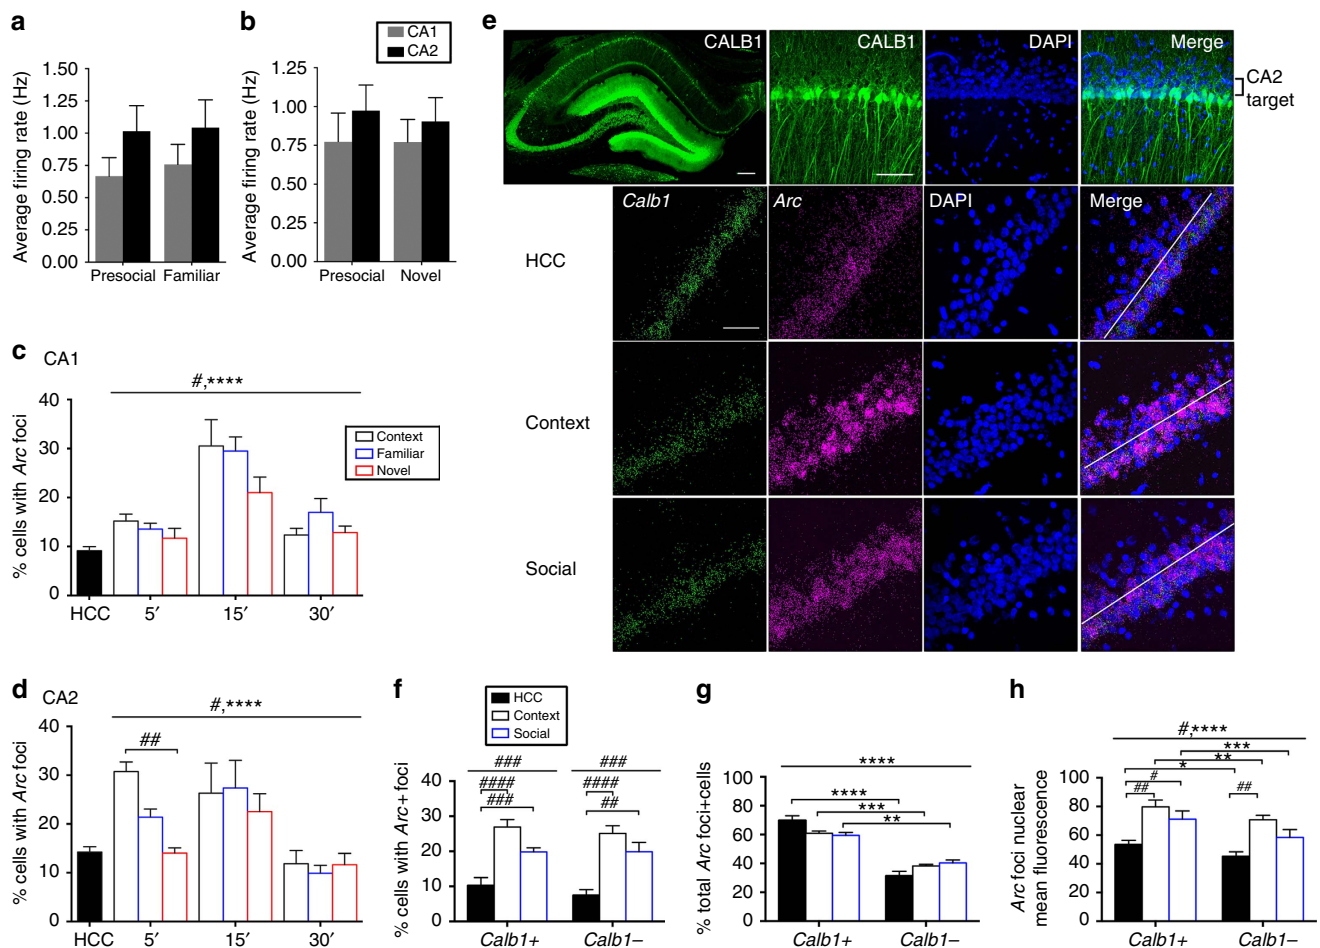 a
Average firing rate (Hz)
1.50
1.25
1.00
0.75
0.50
0.25
0.00
Presocial
Familiar
b
CA1
CA2
Average firing rate (Hz)
1.25
1.00
0.75
0.50
0.25
0.00
Presocial
Novel
c
CA1
#,****
% cells with Arc foci
40
30
20
10
0
Context
Familiar
Novel
HCC
5′
15′
30′
d
CA2
#,****
##
% cells with Arc foci
40
30
20
10
0
HCC
5′
15′
30′
e
CALB1
CALB1
DAPI
Merge
CA2
target
Calb1
Arc
DAPI
Merge
HCC
Context
Social
f
HCC
Context
Social
% cells with Arc+ foci
40
30
20
10
0
###
####
###
###
####
##
Calb1+
Calb1–
g
% total Arc foci+cells
100
80
60
40
20
0
****
****
***
**
Calb1+
Calb1–
h
Arc foci nuclear
mean fluorescence
100
80
60
40
20
0
#,****
***
**
*
#
##
##
Calb1+
Calb1–